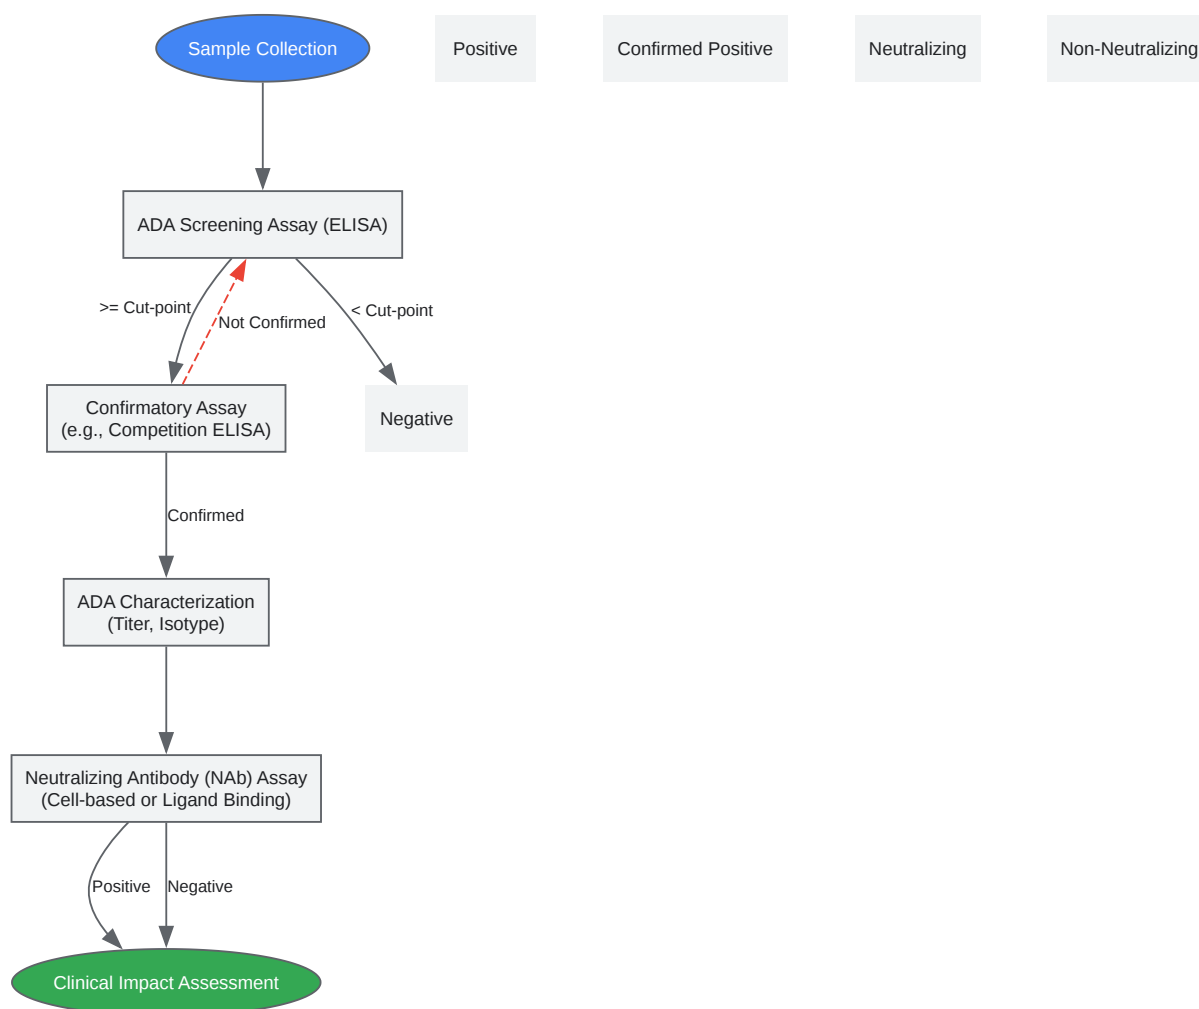 Sample Collection
Positive
Confirmed Positive
Neutralizing
Non-Neutralizing
ADA Screening Assay (ELISA)
>= Cut-point
Not Confirmed
< Cut-point
Confirmatory Assay
(e.g., Competition ELISA)
Negative
Confirmed
ADA Characterization
(Titer, Isotype)
Neutralizing Antibody (NAb) Assay
(Cell-based or Ligand Binding)
Positive
Negative
Clinical Impact Assessment